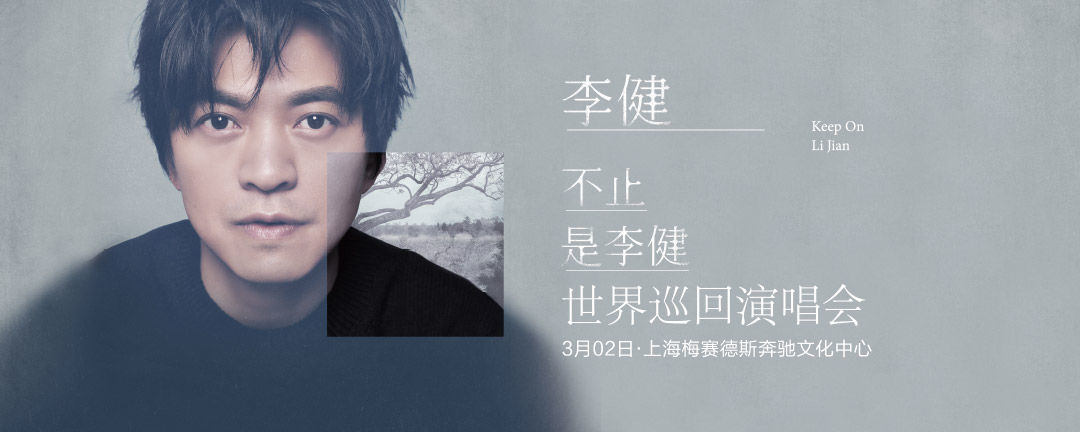 李健
Keep On
Li Jian
不止
是李健
世界巡回演唱会
3月02日·上海梅赛德斯奔驰文化中心